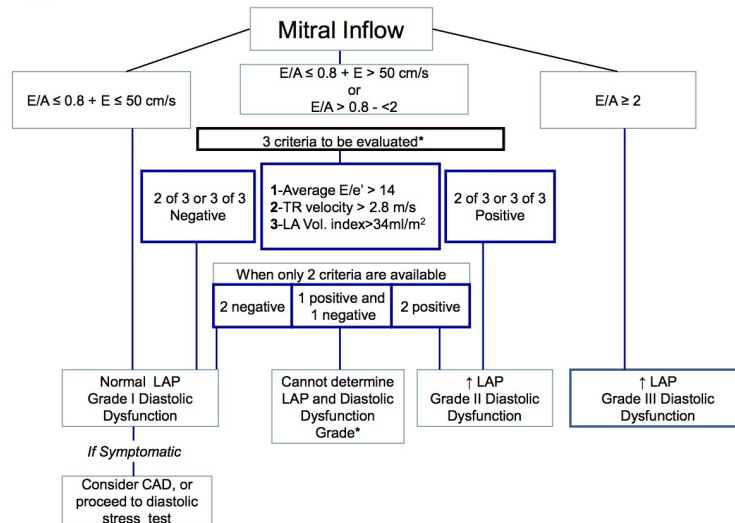 Mitral Inflow
E/A ≤ 0.8 + E ≤ 50 cm/s
E/A ≤ 0.8 + E > 50 cm/s
or
E/A > 0.8 - <2
E/A ≥ 2
3 criteria to be evaluated*
2 of 3 or 3 of 3
Negative
1-Average E/e' > 14
2-TR velocity > 2.8 m/s
3-LA Vol. index>34ml/m²
2 of 3 or 3 of 3
Positive
When only 2 criteria are available
2 negative
1 positive and
1 negative
2 positive
Normal LAP
Grade I Diastolic
Dysfunction
Cannot determine
LAP and Diastolic
Dysfunction
Grade*
↑ LAP
Grade II Diastolic
Dysfunction
↑ LAP
Grade III Diastolic
Dysfunction
If Symptomatic
Consider CAD, or
proceed to diastolic
stress test